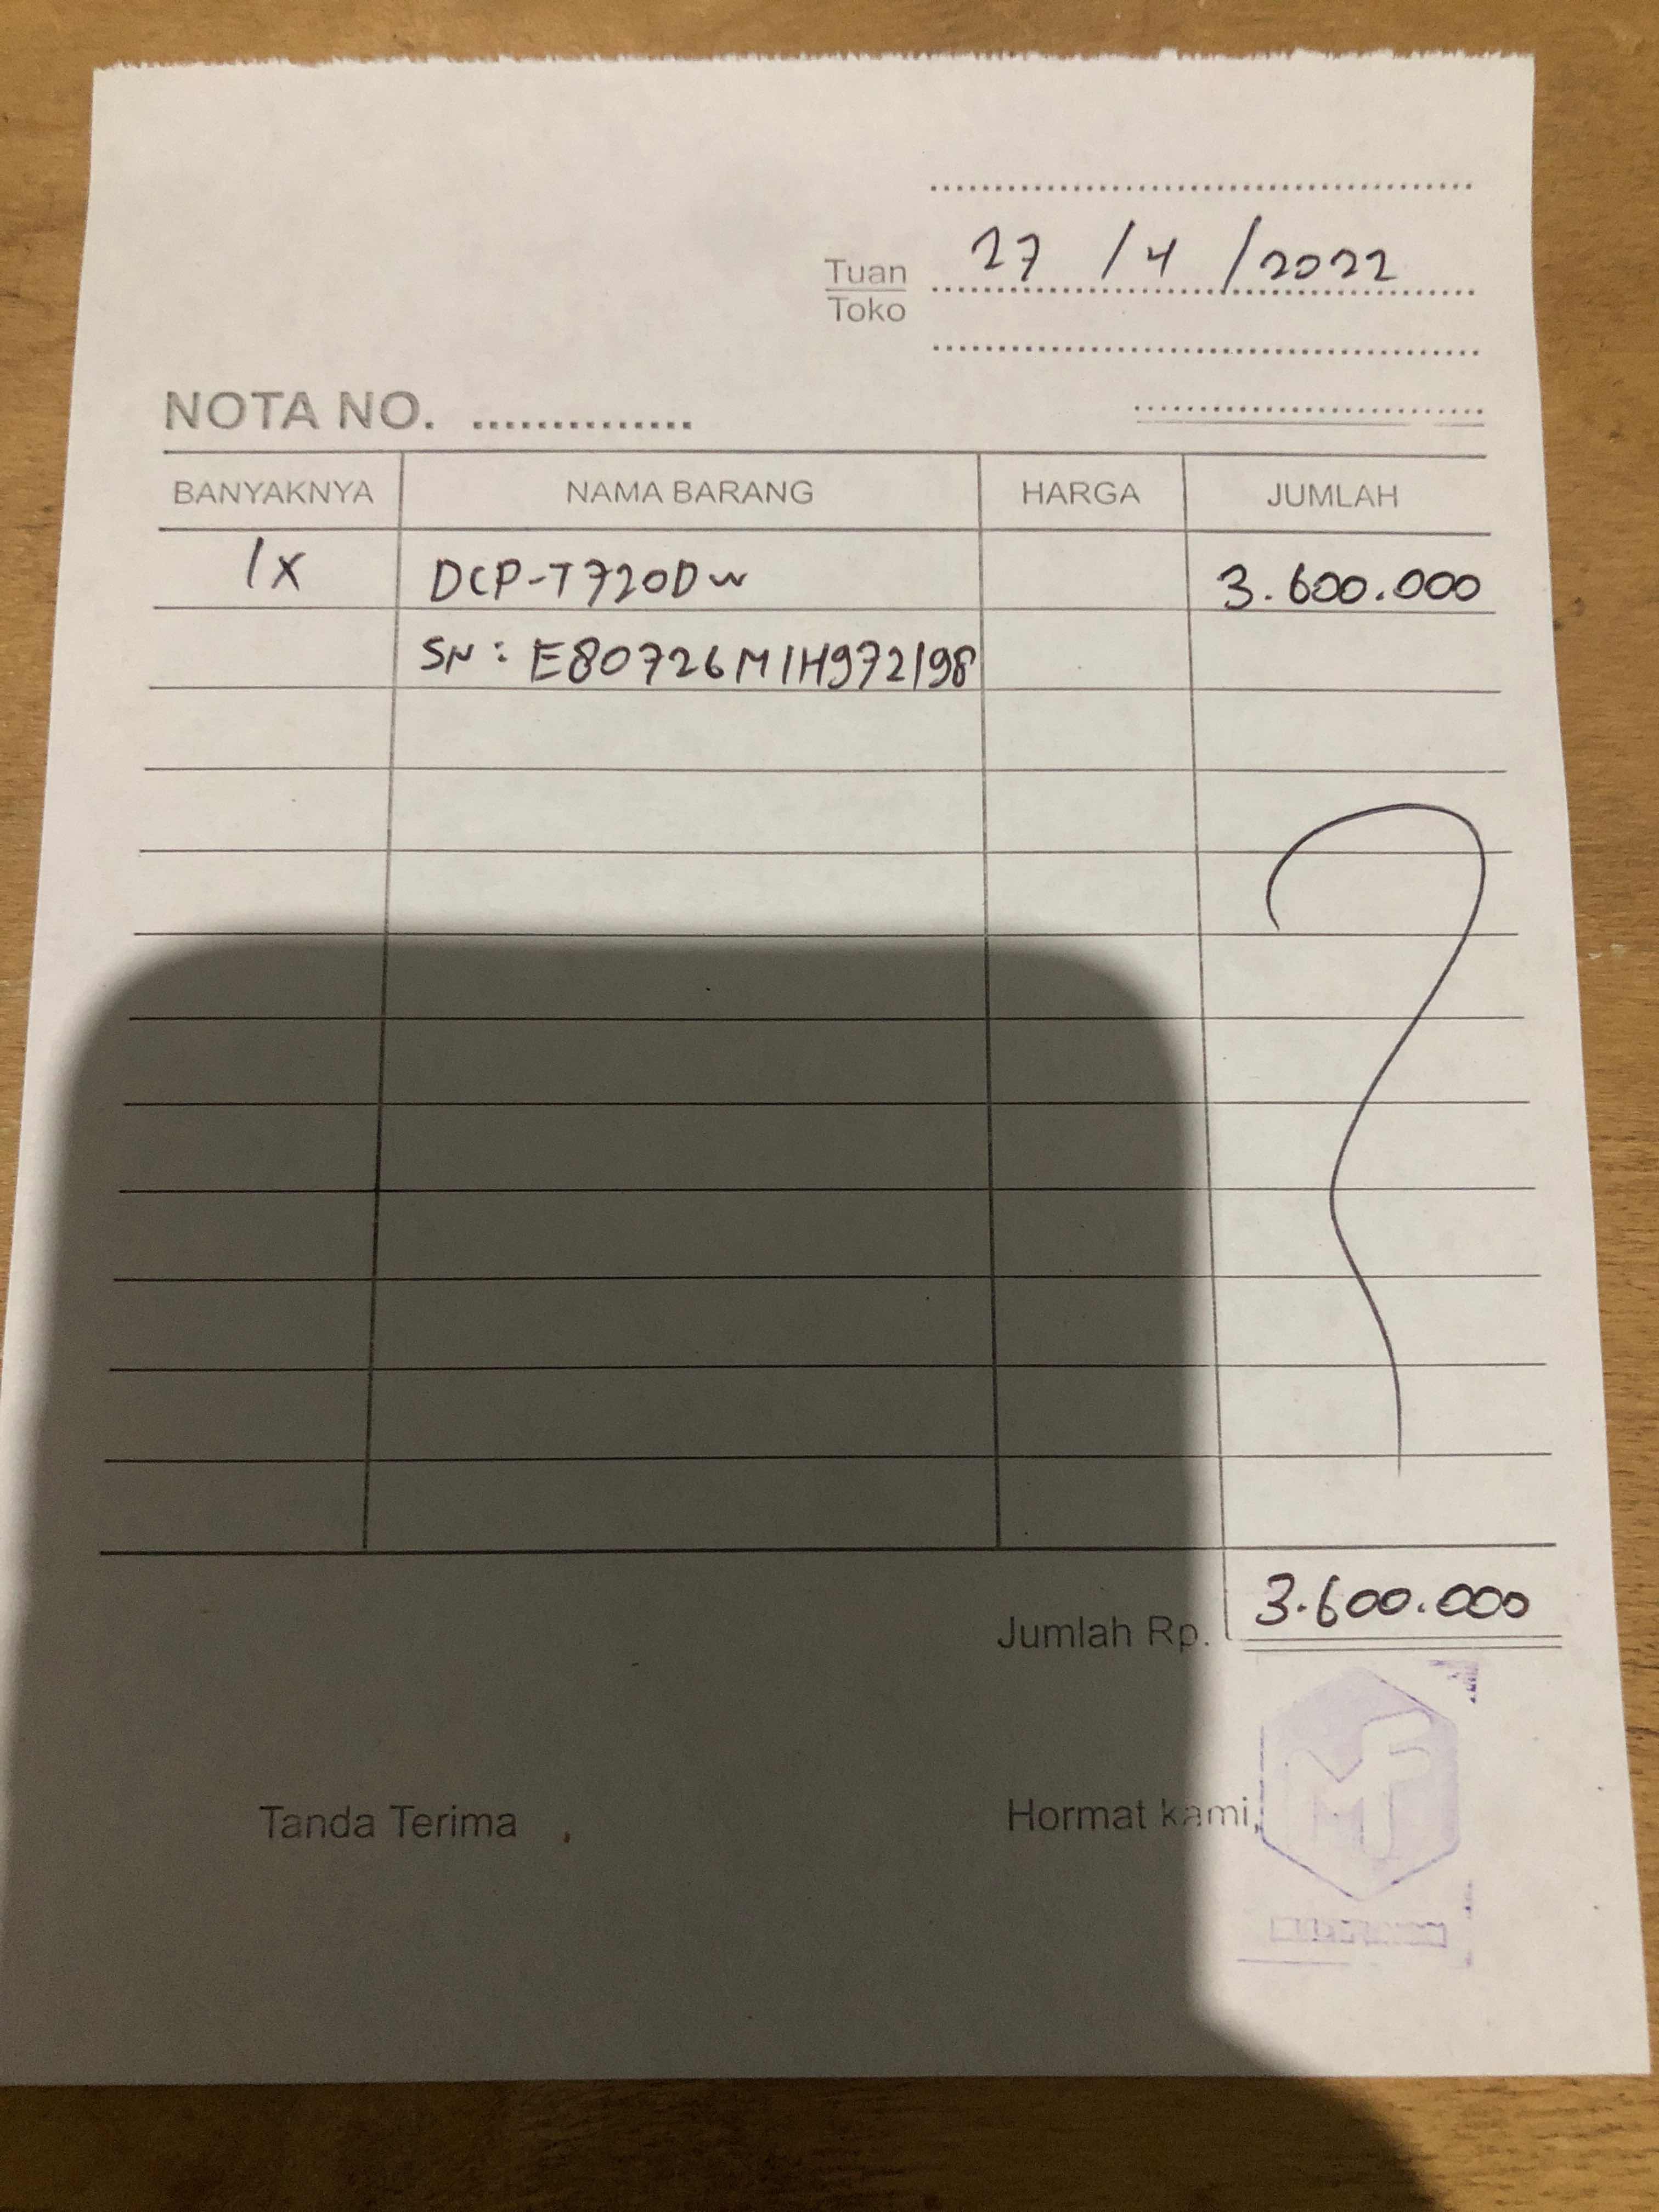 27 /4 /2022
Tuan
Toko
NOTA NO. ..............
BANYAKNYA NAMA BARANG HARGA JUMLAH
1X DCP-T720DW 3.600.000
SN: E80726M1H972198
Jumlah Rp. 3.600.000
Tanda Terima
Hormat kami,